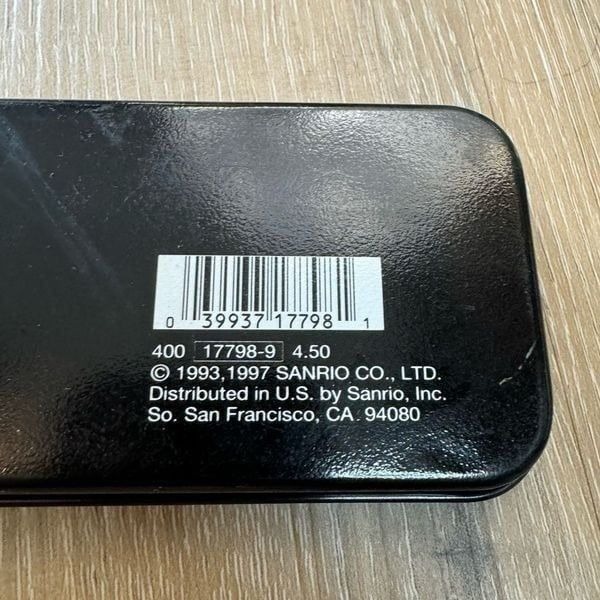 0 39937 17798 1
400 17798-9 4.50
© 1993,1997 SANRIO CO., LTD.
Distributed in U.S. by Sanrio, Inc.
So. San Francisco, CA 94080